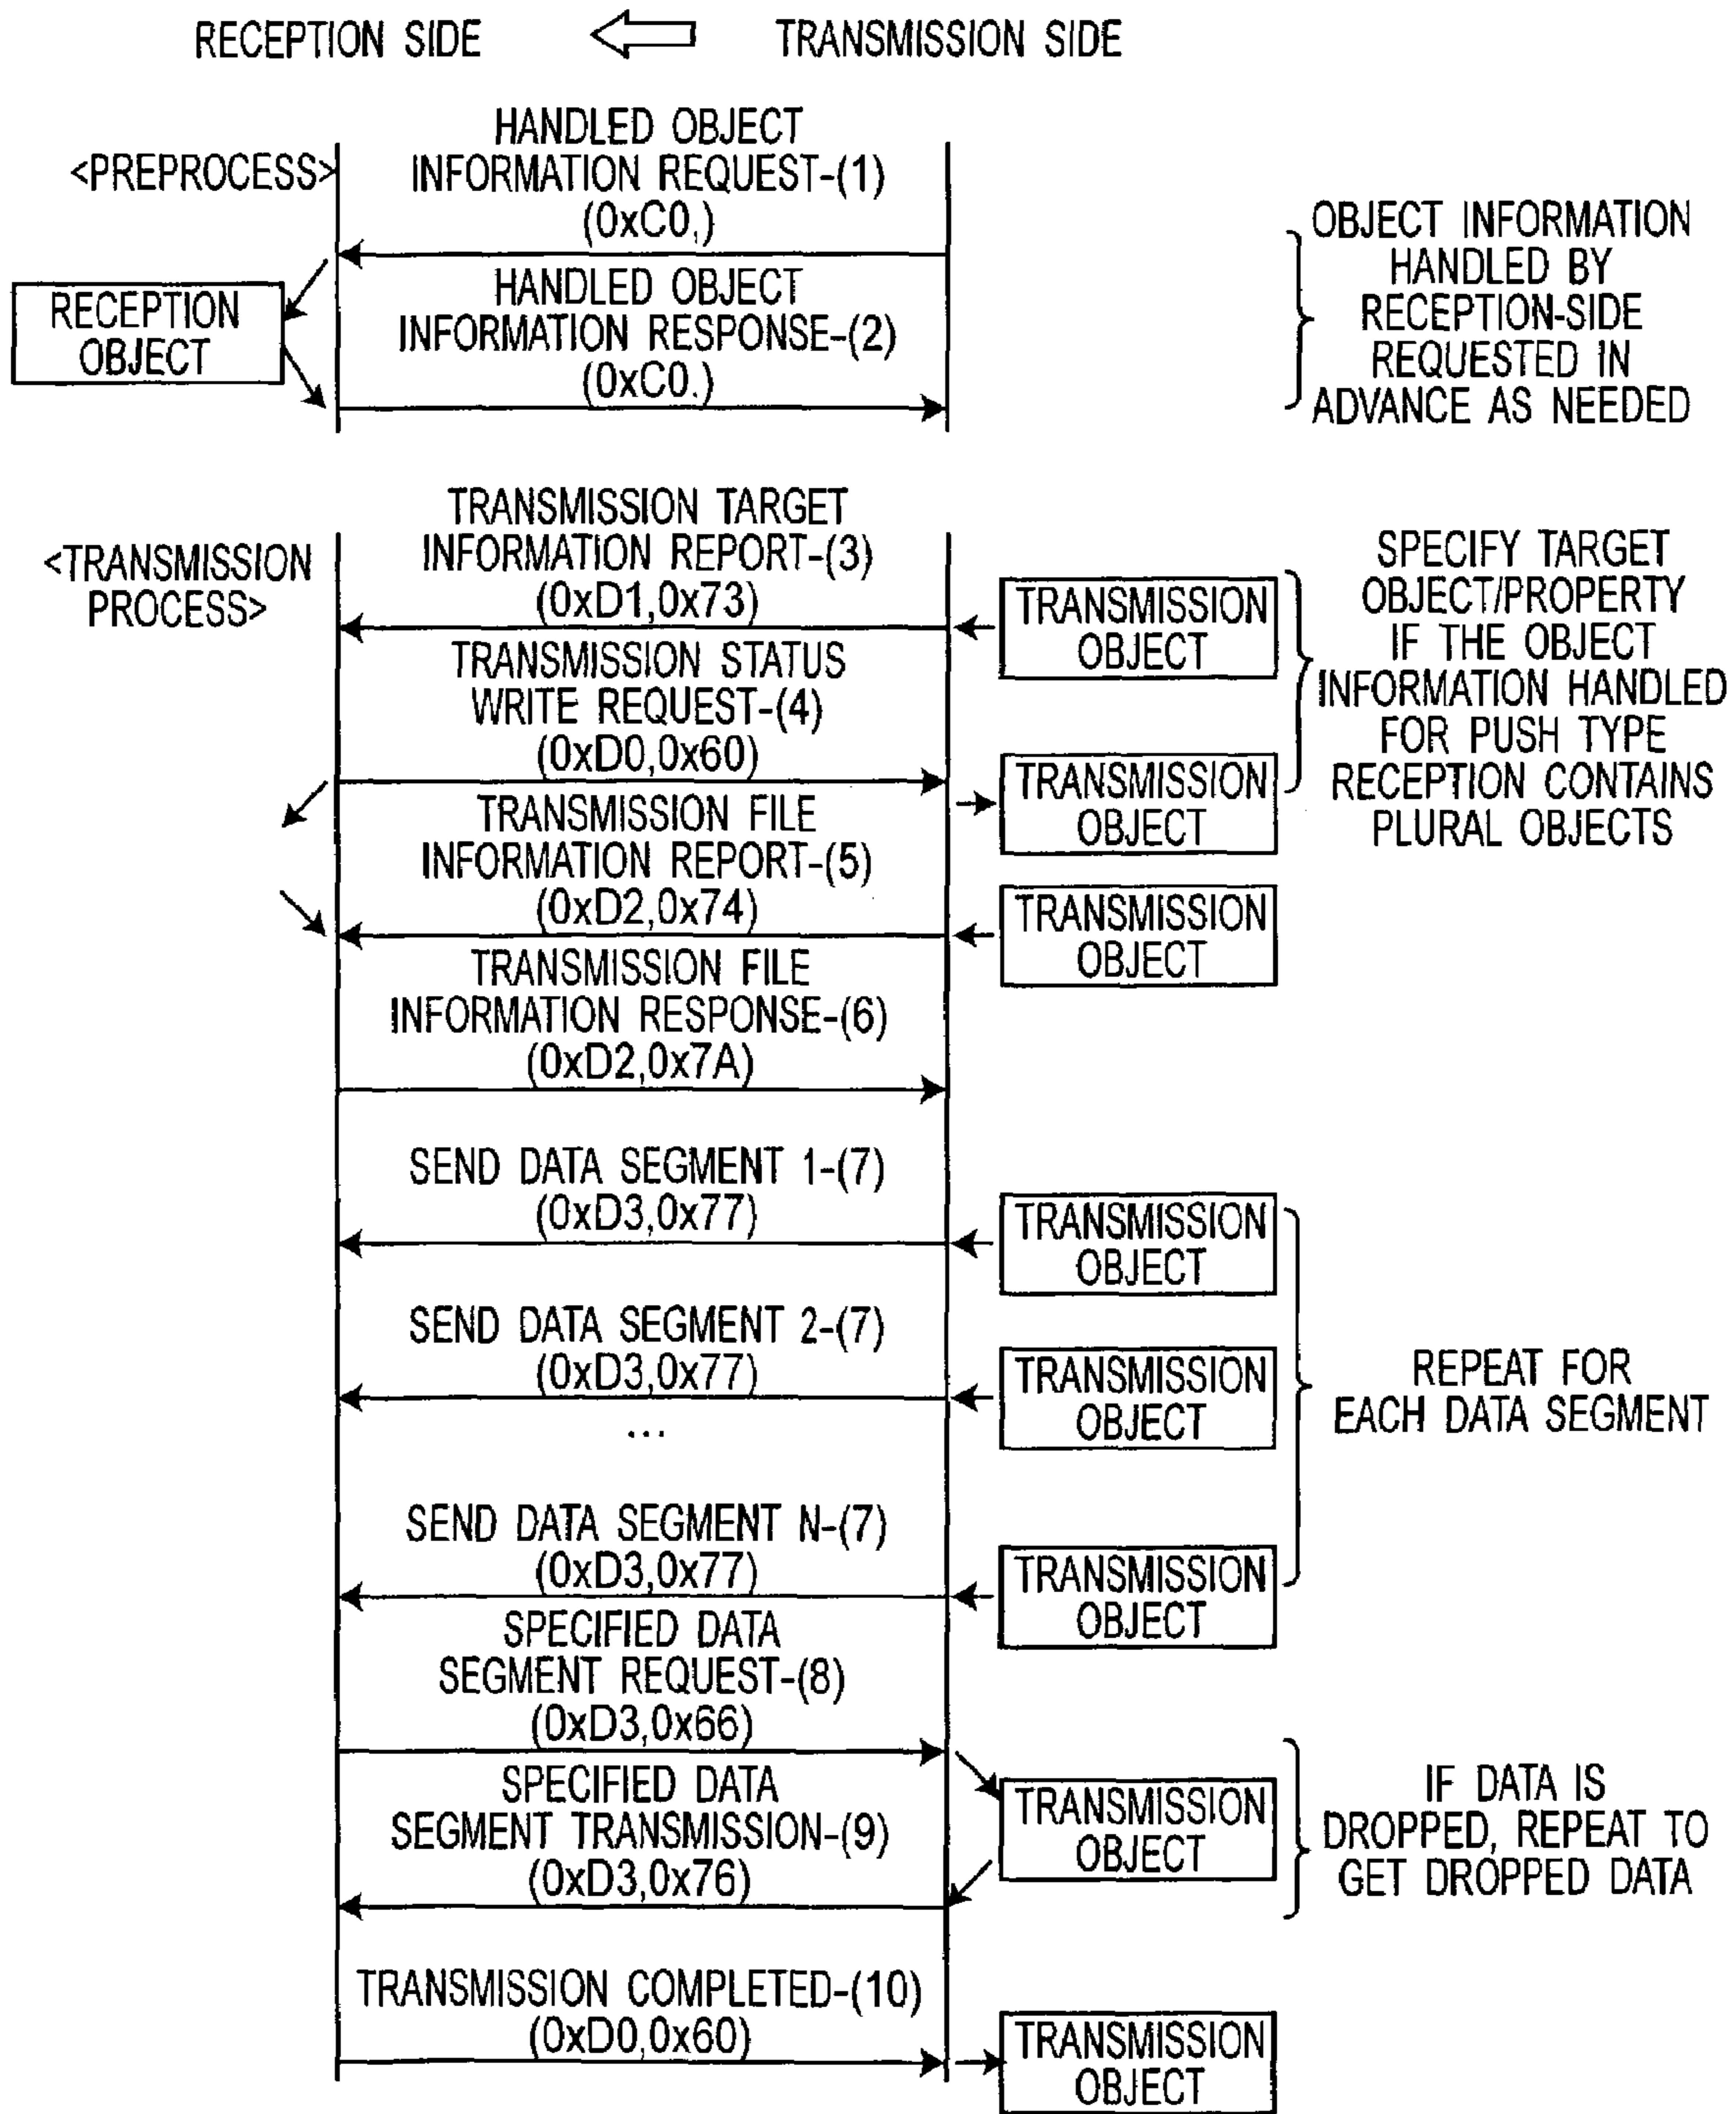 RECEPTION SIDE
TRANSMISSION SIDE
<PREPROCESS>
HANDLED OBJECT
INFORMATION REQUEST-(1)
(0xC0,)
RECEPTION
OBJECT
HANDLED OBJECT
INFORMATION RESPONSE-(2)
(0xC0.)
OBJECT INFORMATION
HANDLED BY
RECEPTION-SIDE
REQUESTED IN
ADVANCE AS NEEDED
<TRANSMISSION
PROCESS>
TRANSMISSION TARGET
INFORMATION REPORT-(3)
(0xD1,0x73)
TRANSMISSION
OBJECT
TRANSMISSION STATUS
WRITE REQUEST-(4)
(0xD0,0x60)
TRANSMISSION
OBJECT
SPECIFY TARGET
OBJECT/PROPERTY
IF THE OBJECT
INFORMATION HANDLED
FOR PUSH TYPE
RECEPTION CONTAINS
PLURAL OBJECTS
TRANSMISSION FILE
INFORMATION REPORT-(5)
(0xD2,0x74)
TRANSMISSION
OBJECT
TRANSMISSION FILE
INFORMATION RESPONSE-(6)
(0xD2,0x7A)
SEND DATA SEGMENT 1-(7)
(0xD3,0x77)
TRANSMISSION
OBJECT
SEND DATA SEGMENT 2-(7)
(0xD3,0x77)
TRANSMISSION
OBJECT
...
REPEAT FOR
EACH DATA SEGMENT
SEND DATA SEGMENT N-(7)
(0xD3,0x77)
TRANSMISSION
OBJECT
SPECIFIED DATA
SEGMENT REQUEST-(8)
(0xD3,0x66)
SPECIFIED DATA
SEGMENT TRANSMISSION-(9)
(0xD3,0x76)
TRANSMISSION
OBJECT
IF DATA IS
DROPPED, REPEAT TO
GET DROPPED DATA
TRANSMISSION COMPLETED-(10)
(0xD0,0x60)
TRANSMISSION
OBJECT